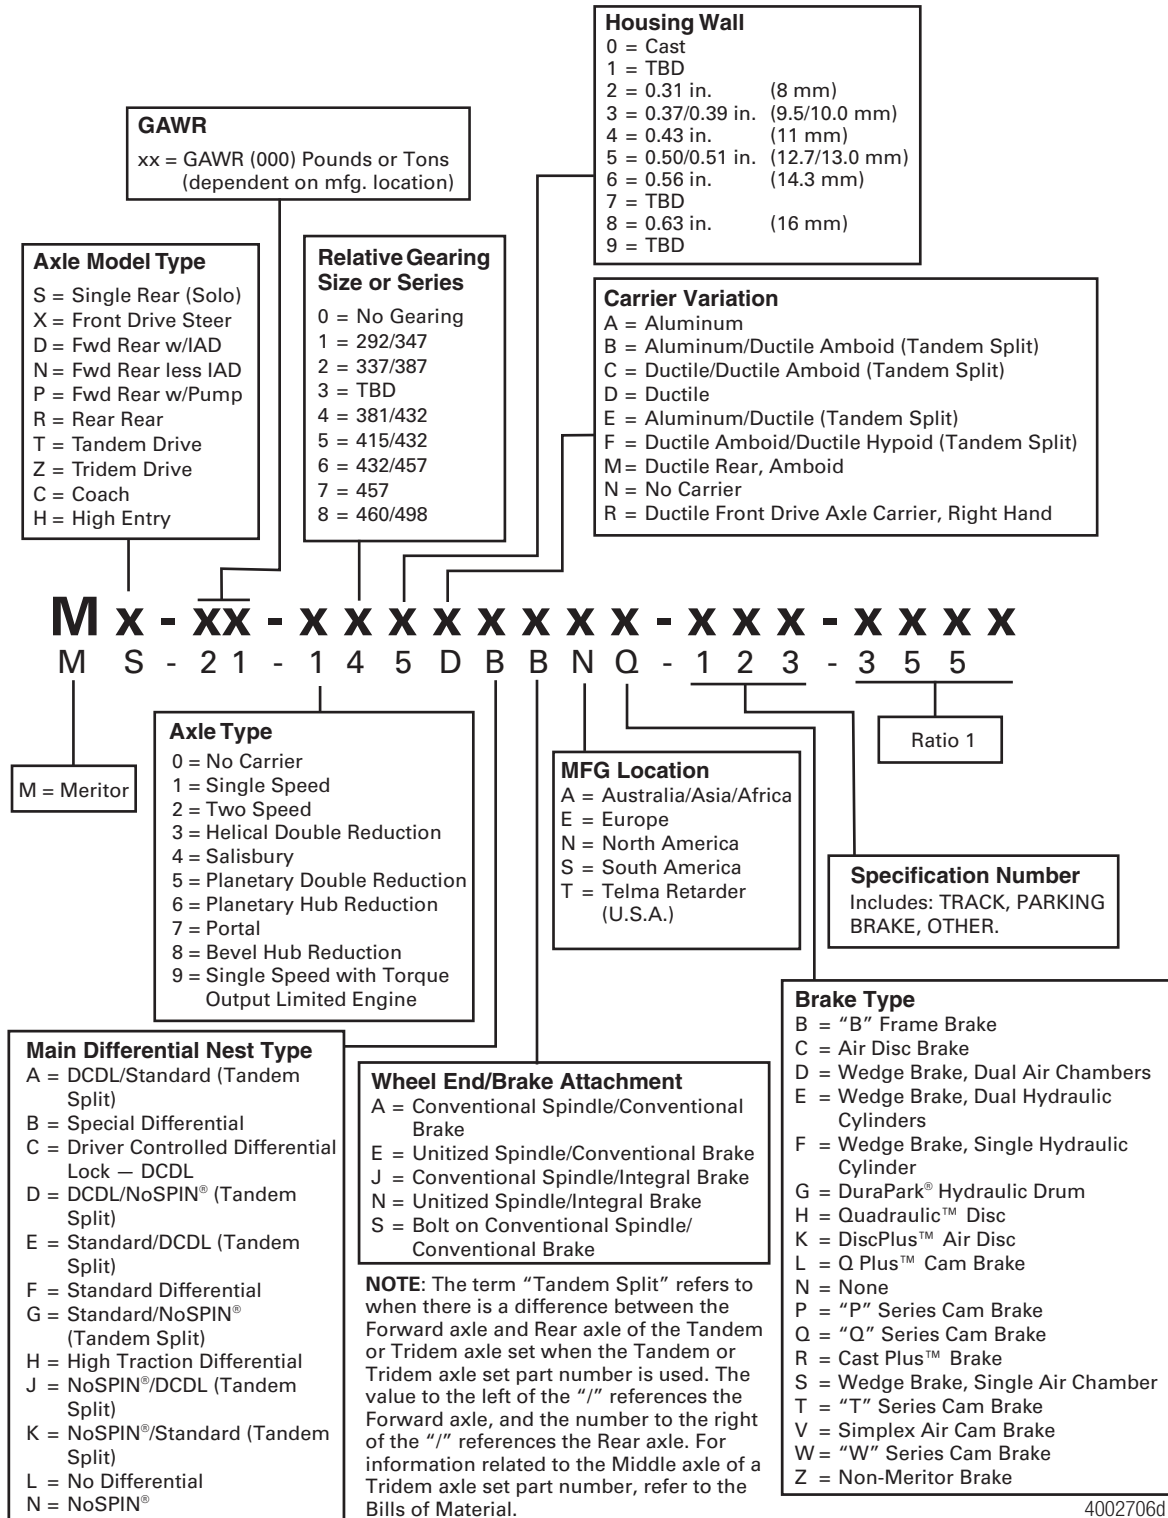 Housing Wall
0 = Cast
1 = TBD
2 = 0.31 in. (8 mm)
3 = 0.37/0.39 in. (9.5/10.0 mm)
4 = 0.43 in. (11 mm)
5 = 0.50/0.51 in. (12.7/13.0 mm)
6 = 0.56 in. (14.3 mm)
7 = TBD
8 = 0.63 in. (16 mm)
9 = TBD
GAWR
xx = GAWR (000) Pounds or Tons
(dependent on mfg. location)
Axle Model Type
S = Single Rear (Solo)
X = Front Drive Steer
D = Fwd Rear w/IAD
N = Fwd Rear less IAD
P = Fwd Rear w/Pump
R = Rear Rear
T = Tandem Drive
Z = Tridem Drive
C = Coach
H = High Entry
Relative Gearing
Size or Series
0 = No Gearing
1 = 292/347
2 = 337/387
3 = TBD
4 = 381/432
5 = 415/432
6 = 432/457
7 = 457
8 = 460/498
Carrier Variation
A = Aluminum
B = Aluminum/Ductile Amboid (Tandem Split)
C = Ductile/Ductile Amboid (Tandem Split)
D = Ductile
E = Aluminum/Ductile (Tandem Split)
F = Ductile Amboid/Ductile Hypoid (Tandem Split)
M = Ductile Rear, Amboid
N = No Carrier
R = Ductile Front Drive Axle Carrier, Right Hand
M x - xx - x x x x x x x x - x x x - x x x x
M S - 2 1 - 1 4 5 D B B N Q - 1 2 3 - 3 5 5
M = Meritor
Axle Type
0 = No Carrier
1 = Single Speed
2 = Two Speed
3 = Helical Double Reduction
4 = Salisbury
5 = Planetary Double Reduction
6 = Planetary Hub Reduction
7 = Portal
8 = Bevel Hub Reduction
9 = Single Speed with Torque
Output Limited Engine
MFG Location
A = Australia/Asia/Africa
E = Europe
N = North America
S = South America
T = Telma Retarder
(U.S.A.)
Ratio 1
Specification Number
Includes: TRACK, PARKING
BRAKE, OTHER.
Main Differential Nest Type
A = DCDL/Standard (Tandem
Split)
B = Special Differential
C = Driver Controlled Differential
Lock — DCDL
D = DCDL/NoSPIN® (Tandem
Split)
E = Standard/DCDL (Tandem
Split)
F = Standard Differential
G = Standard/NoSPIN®
(Tandem Split)
H = High Traction Differential
J = NoSPIN®/DCDL (Tandem
Split)
K = NoSPIN®/Standard (Tandem
Split)
L = No Differential
N = NoSPIN®
Wheel End/Brake Attachment
A = Conventional Spindle/Conventional
Brake
E = Unitized Spindle/Conventional Brake
J = Conventional Spindle/Integral Brake
N = Unitized Spindle/Integral Brake
S = Bolt on Conventional Spindle/
Conventional Brake
NOTE: The term “Tandem Split” refers to
when there is a difference between the
Forward axle and Rear axle of the Tandem
or Tridem axle set when the Tandem or
Tridem axle set part number is used. The
value to the left of the “/” references the
Forward axle, and the number to the right
of the “/” references the Rear axle. For
information related to the Middle axle of a
Tridem axle set part number, refer to the
Bills of Material.
Brake Type
B = “B” Frame Brake
C = Air Disc Brake
D = Wedge Brake, Dual Air Chambers
E = Wedge Brake, Dual Hydraulic
Cylinders
F = Wedge Brake, Single Hydraulic
Cylinder
G = DuraPark® Hydraulic Drum
H = Quadraulic™ Disc
K = DiscPlus™ Air Disc
L = Q Plus™ Cam Brake
N = None
P = “P” Series Cam Brake
Q = “Q” Series Cam Brake
R = Cast Plus™ Brake
S = Wedge Brake, Single Air Chamber
T = “T” Series Cam Brake
V = Simplex Air Cam Brake
W = “W” Series Cam Brake
Z = Non-Meritor Brake
4002706d